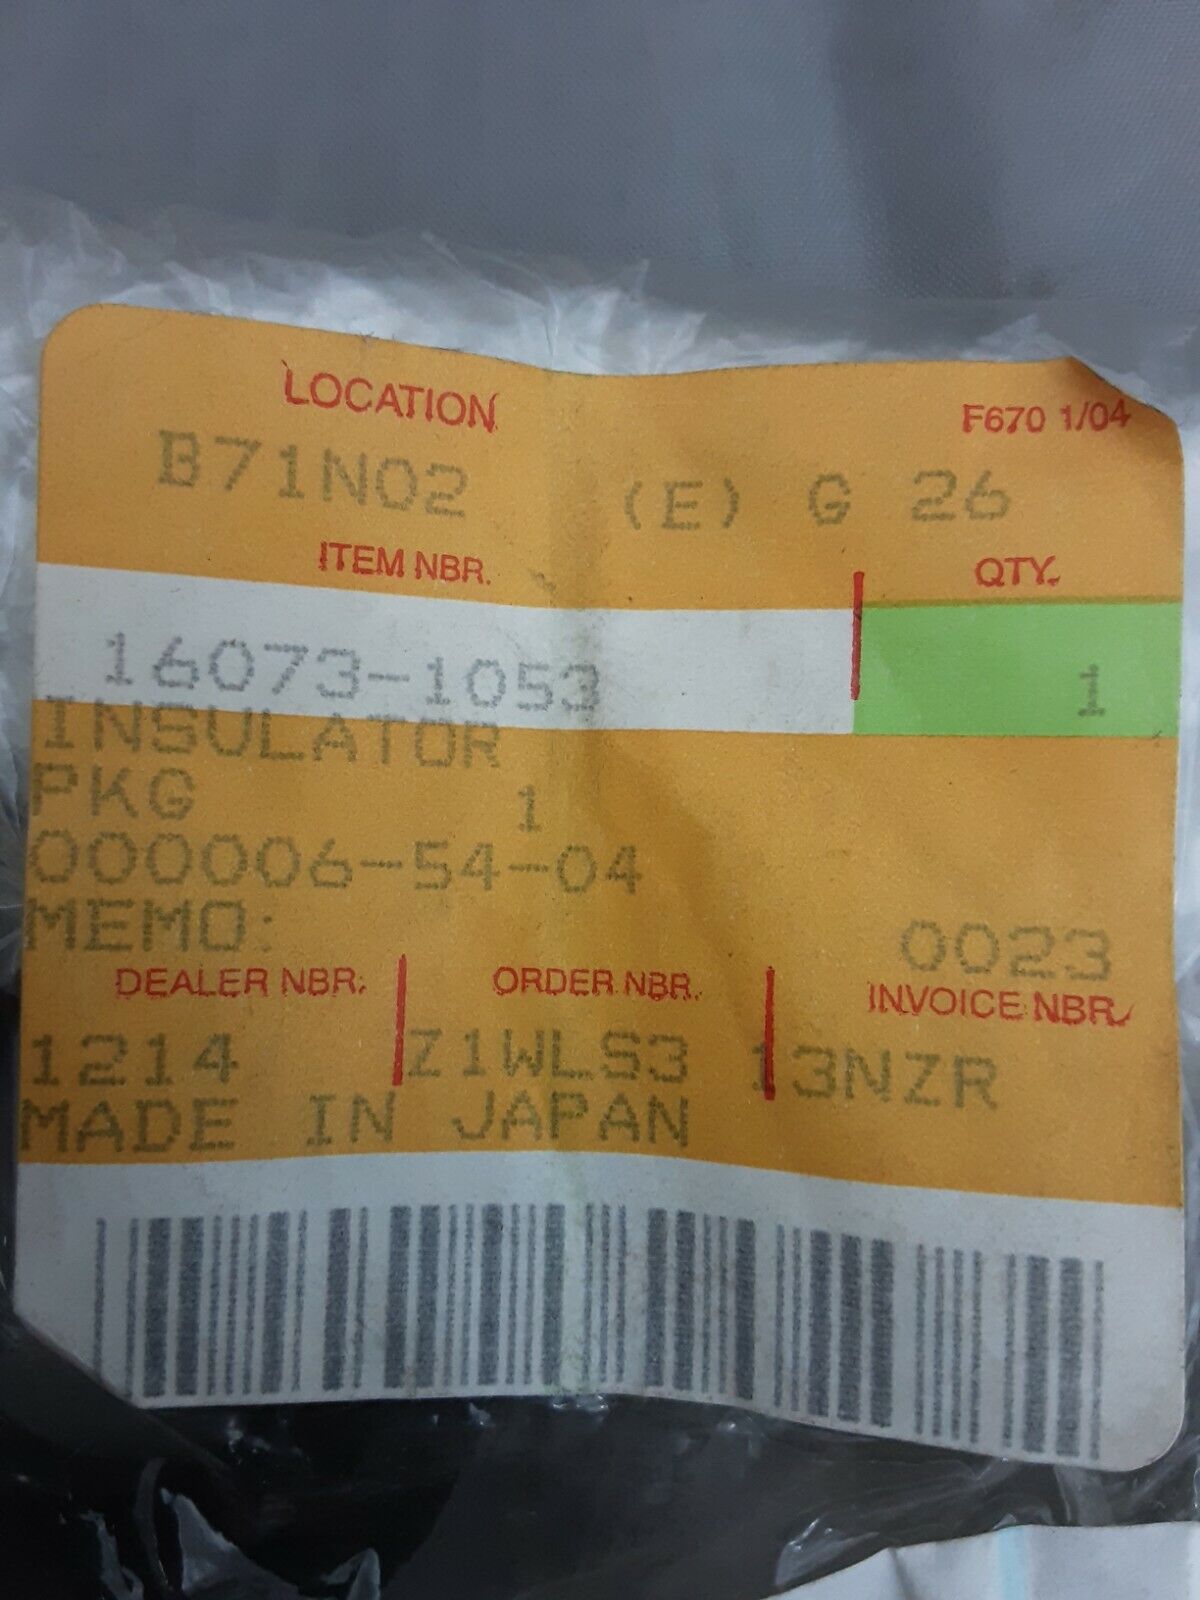 LOCATION F670 1/04
B71N02 (E) G 26
ITEM NBR. QTY.
16073-1053 1
INSULATOR
PKG 1
000006-54-04
MEMO: 0023
DEALER NBR. ORDER NBR. INVOICE NBR.
1214 Z1WLS3 13NZR
MADE IN JAPAN